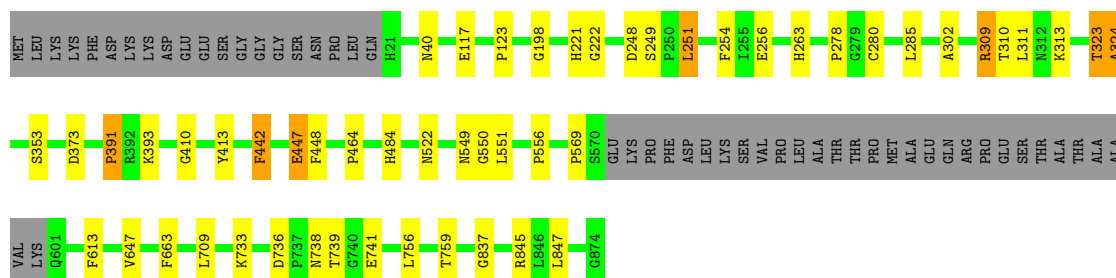 MET LEU LYS LYS PHE ASP LYS LYS ASP GLU GLU SER GLY GLY GLY SER ASN PRO LEU GLN H21 N40 E117 P123 G198 H221 G222 D248 S249 P250 L251 F254 I255 E256 H263 P278 G279 C280 L285 A302 R309 T310 L311 N312 K313 T323 A324
S353 D373 P391 R392 K393 G410 Y413 F442 E447 F448 P464 H484 N522 N549 G550 L551 P556 P569 S570 GLU LYS PRO PHE ASP LEU LYS SER VAL PRO LEU ALA THR THR PRO MET ALA GLU GLN ARG PRO GLU SER THR ALA THR ALA ALA
VAL LYS Q601 F613 V647 F663 L709 K733 D736 P737 N738 T739 G740 E741 L756 T759 G837 R845 L846 L847 G874